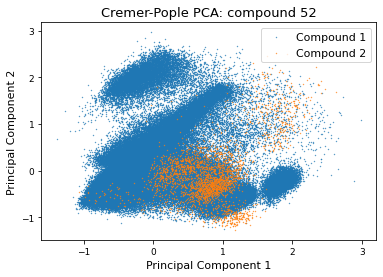 Cremer-Pople PCA: compound 52
Compound 1
Compound 2
Principal Component 2
3
2
1
0
−1
−1
0
1
2
3
Principal Component 1